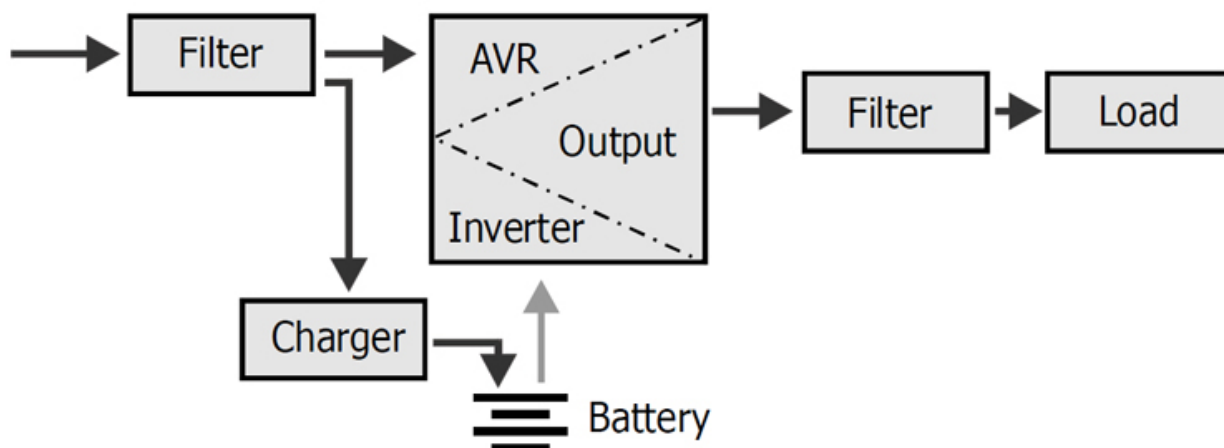 Filter
AVR
Output
Inverter
Filter
Load
Charger
Battery